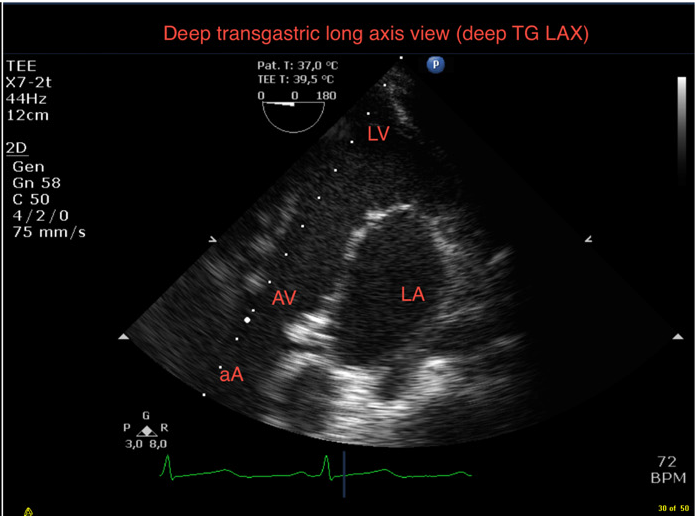 Deep transgastric long axis view (deep TG LAX)
TEE
X7-2t
44Hz
12cm
2D
Gen
Gn 58
C 50
4/2/0
75 mm/s
Pat. T: 37,0 °C
TEE T: 39,5 °C
0 0 180
P
LV
AV
LA
aA
G
P R
3,0 8,0
72
BPM
30 of 50